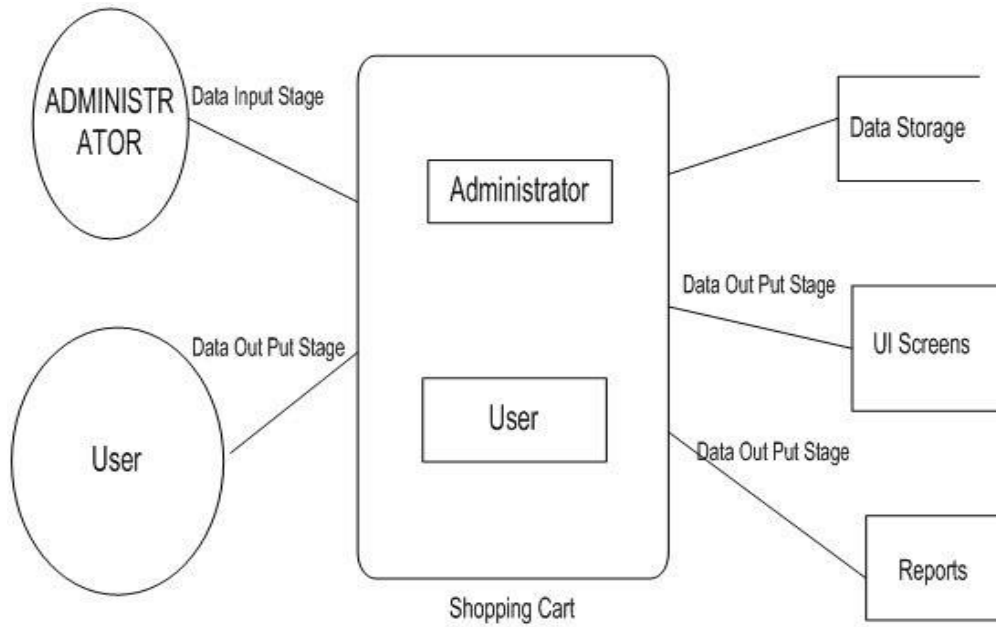 ADMINISTR
ATOR
Data Input Stage
Administrator
Data Storage
Data Out Put Stage
UI Screens
Data Out Put Stage
User
User
Data Out Put Stage
Reports
Shopping Cart